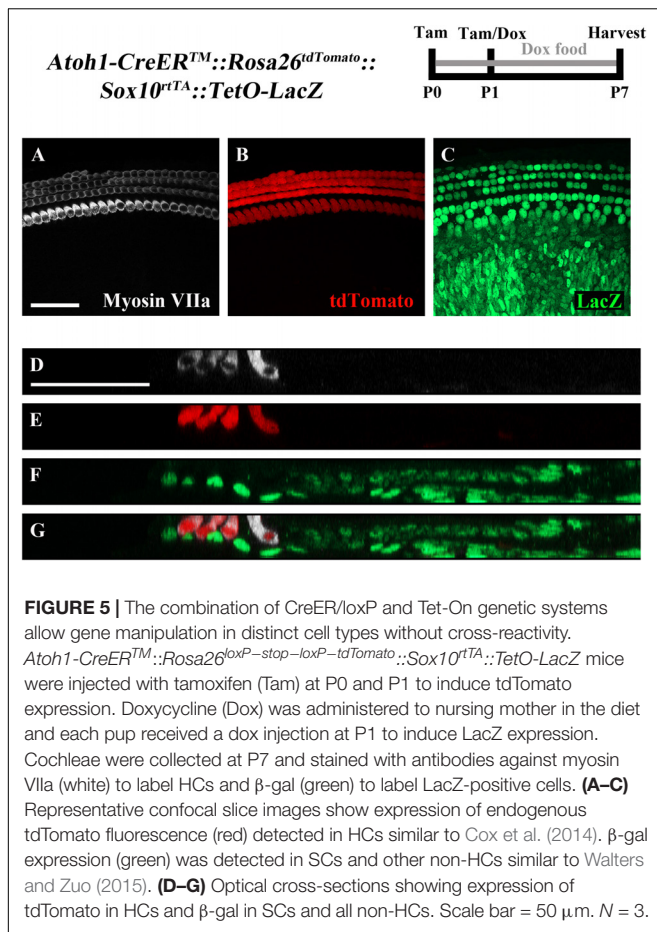 Atoh1-CreER™::Rosa26tdTomato::
Sox10rtTA::TetO-LacZ
Tam Tam/Dox Harvest
Dox food
P0 P1 P7
A B C
Myosin VIIa tdTomato LacZ
D
E
F
G
FIGURE 5 | The combination of CreER/loxP and Tet-On genetic systems
allow gene manipulation in distinct cell types without cross-reactivity.
Atoh1-CreER™::Rosa26loxP−stop−loxP−tdTomato::Sox10rtTA::TetO-LacZ mice
were injected with tamoxifen (Tam) at P0 and P1 to induce tdTomato
expression. Doxycycline (Dox) was administered to nursing mother in the diet
and each pup received a dox injection at P1 to induce LacZ expression.
Cochleae were collected at P7 and stained with antibodies against myosin
VIIa (white) to label HCs and β-gal (green) to label LacZ-positive cells. (A–C)
Representative confocal slice images show expression of endogenous
tdTomato fluorescence (red) detected in HCs similar to Cox et al. (2014). β-gal
expression (green) was detected in SCs and other non-HCs similar to Walters
and Zuo (2015). (D–G) Optical cross-sections showing expression of
tdTomato in HCs and β-gal in SCs and all non-HCs. Scale bar = 50 μm. N = 3.